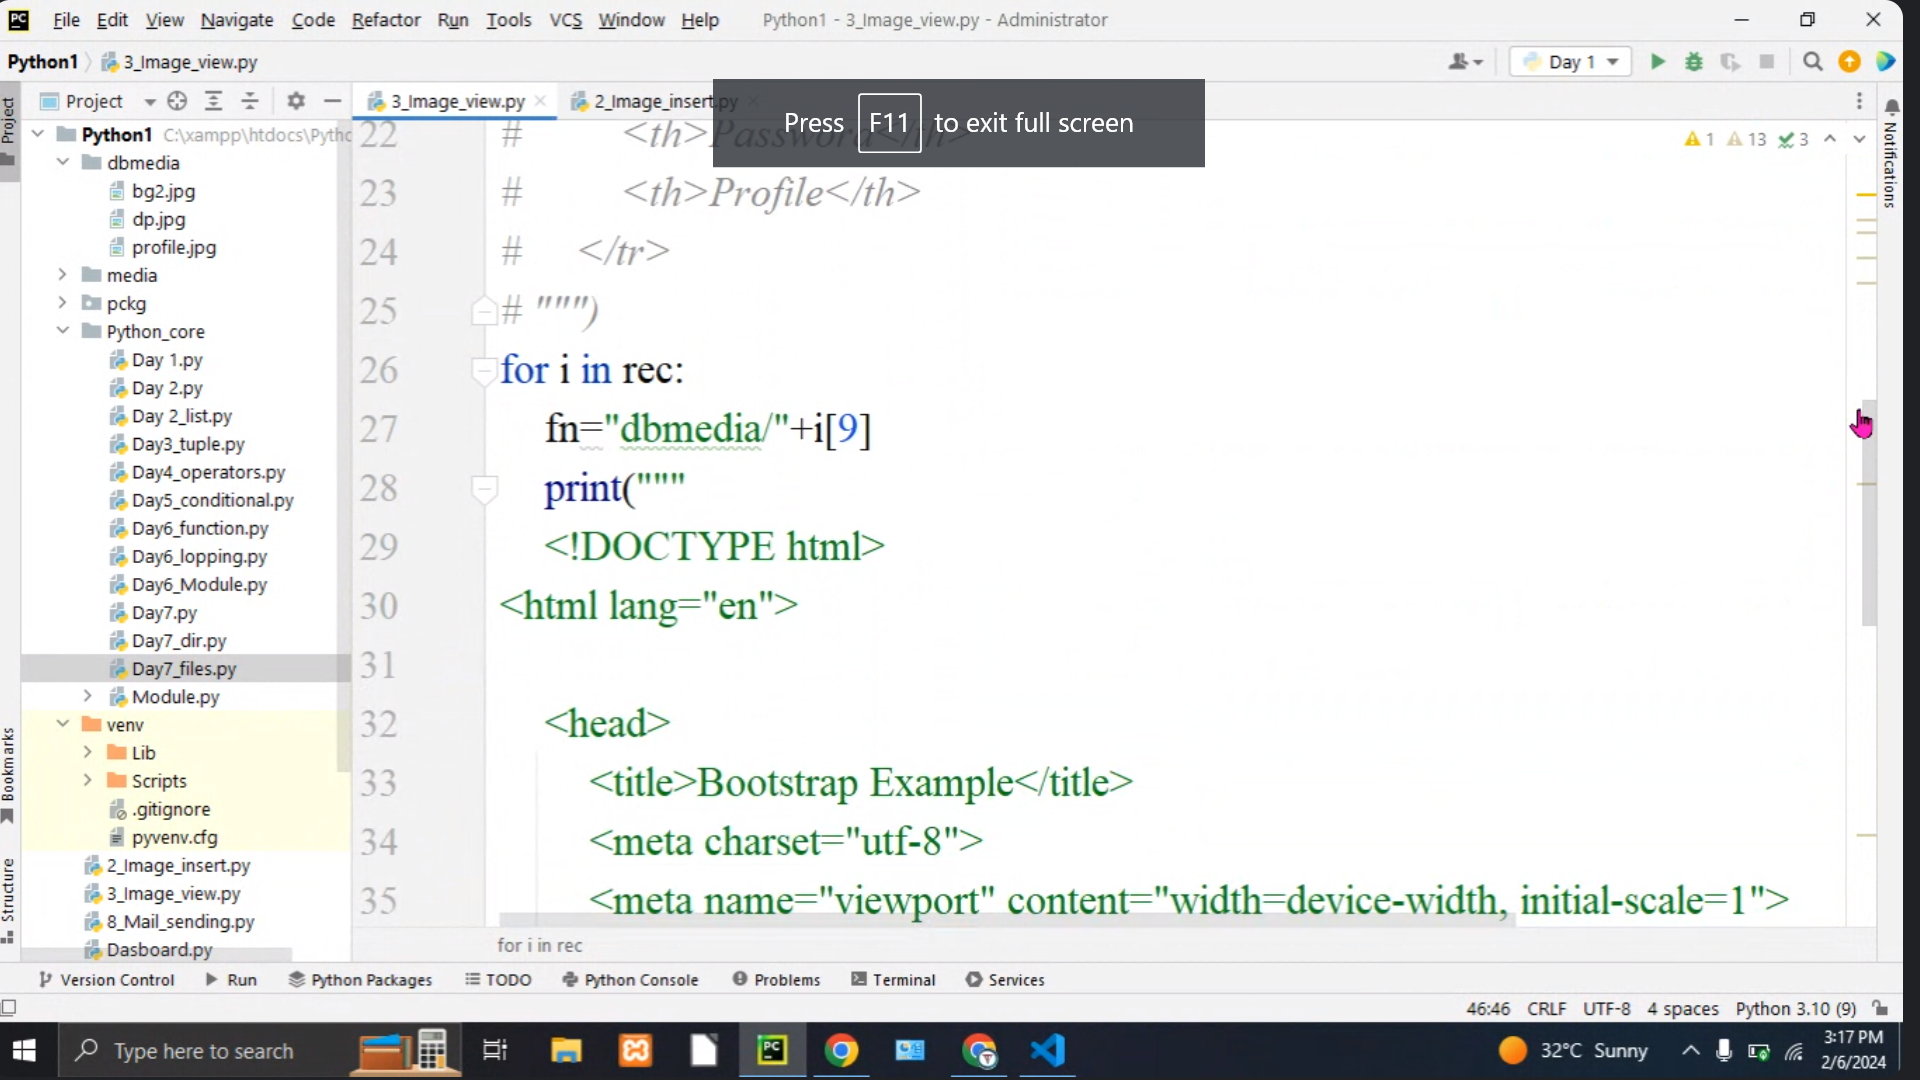 PC File Edit View Navigate Code Refactor Run Tools VCS Window Help Python1 - 3_Image_view.py - Administrator
Python1 3_Image_view.py Day 1
Project 3_Image_view.py 2_Image_insert.py
Press F11 to exit full screen
Project
Notifications
Bookmarks
Structure
Python1 C:\xampp\htdocs\Pythc
dbmedia
bg2.jpg
dp.jpg
profile.jpg
media
pckg
Python_core
Day 1.py
Day 2.py
Day 2_list.py
Day3_tuple.py
Day4_operators.py
Day5_conditional.py
Day6_function.py
Day6_lopping.py
Day6_Module.py
Day7.py
Day7_dir.py
Day7_files.py
Module.py
venv
Lib
Scripts
.gitignore
pyvenv.cfg
2_Image_insert.py
3_Image_view.py
8_Mail_sending.py
Dasboard.py
1 13 3
22 # <th>Password</th>
23 # <th>Profile</th>
24 # </tr>
25 # """)
26 for i in rec:
27 fn="dbmedia/"+i[9]
28 print("""
29 <!DOCTYPE html>
30 <html lang="en">
31
32 <head>
33 <title>Bootstrap Example</title>
34 <meta charset="utf-8">
35 <meta name="viewport" content="width=device-width, initial-scale=1">
for i in rec
Version Control Run Python Packages TODO Python Console Problems Terminal Services
46:46 CRLF UTF-8 4 spaces Python 3.10 (9)
Type here to search PC 32°C Sunny 3:17 PM
2/6/2024